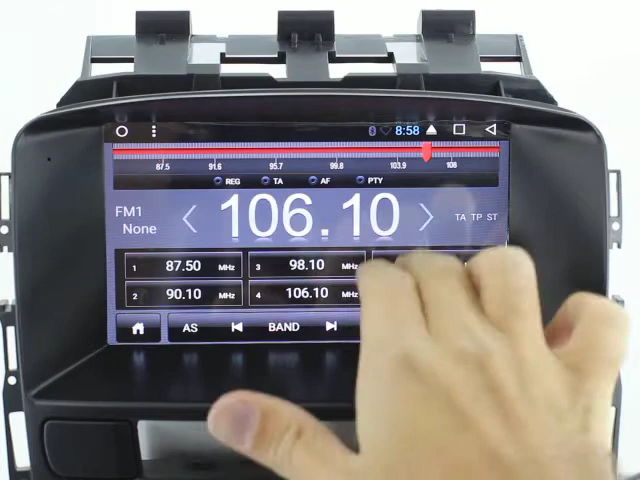 8:58
87.5 91.6 95.7 99.8 103.9 108
REG TA AF PTY
FM1
None
106.10
TA TP ST
1 87.50 MHz 3 98.10 MHz
2 90.10 MHz 4 106.10 MHz
AS BAND